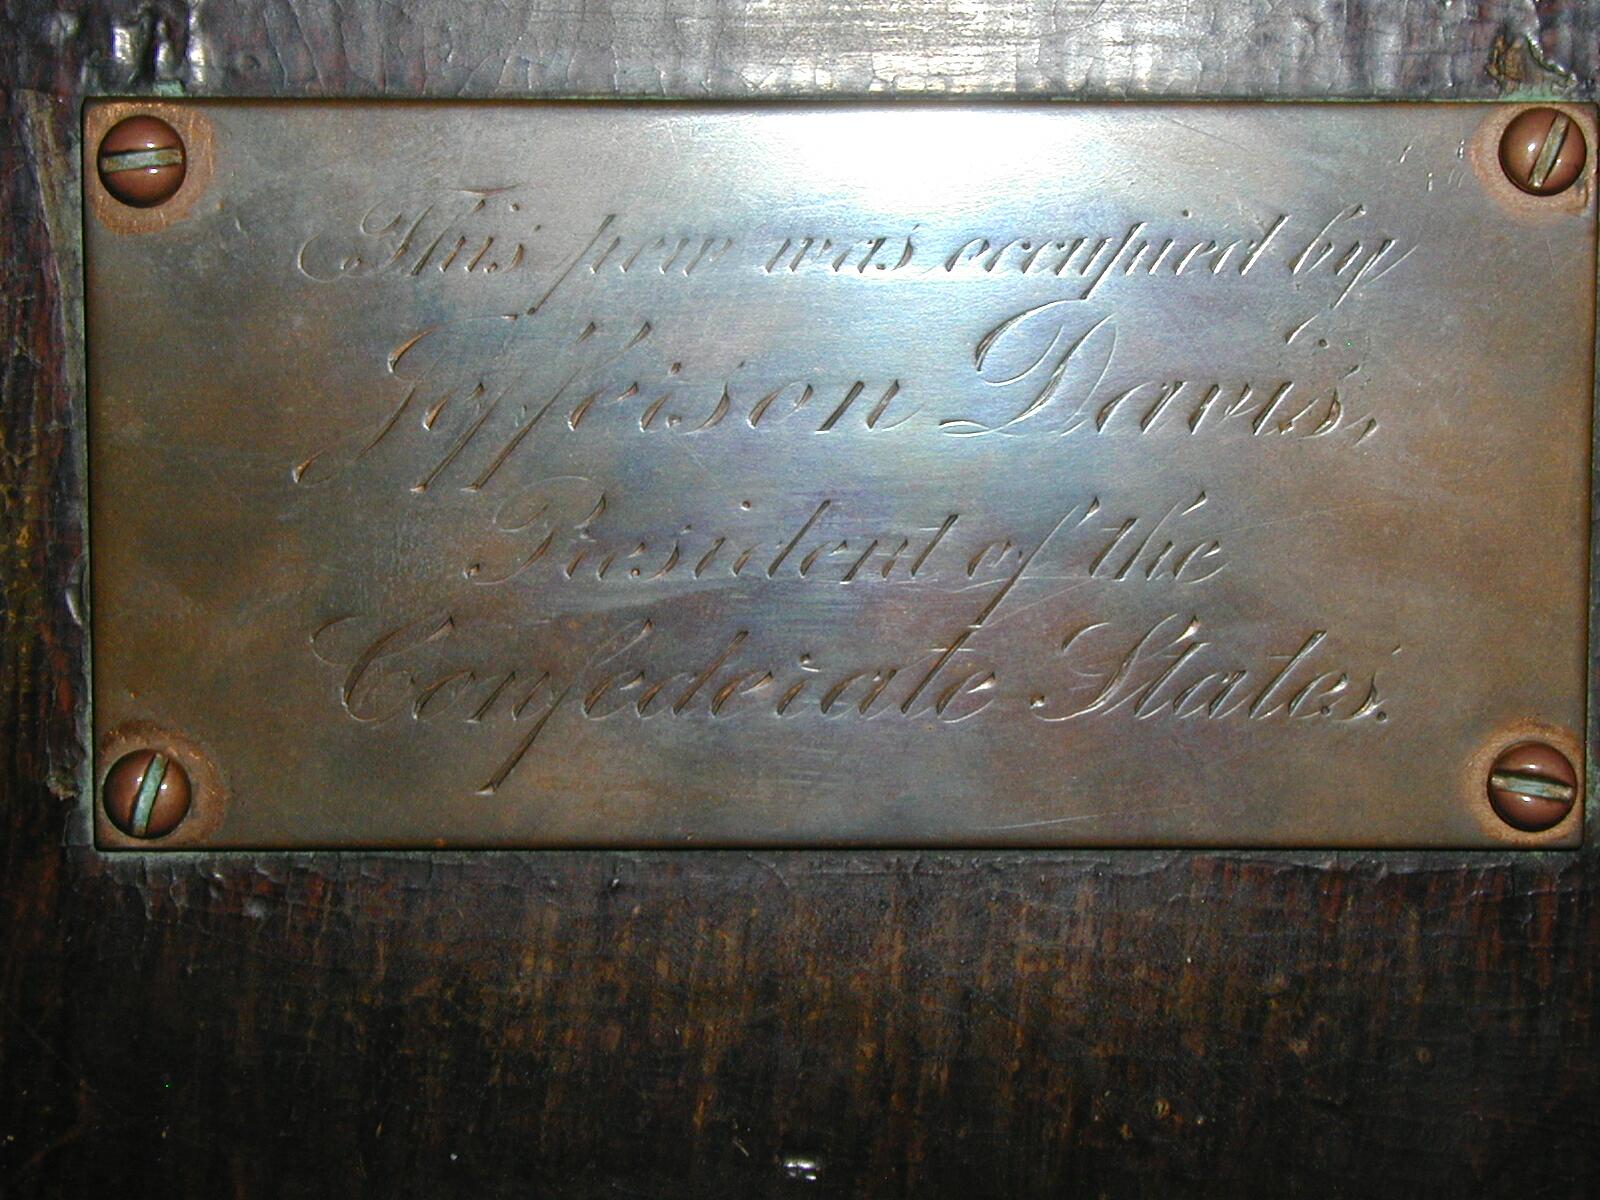 This pew was occupied by
Jefferson Davis,
President of the
Confederate States.